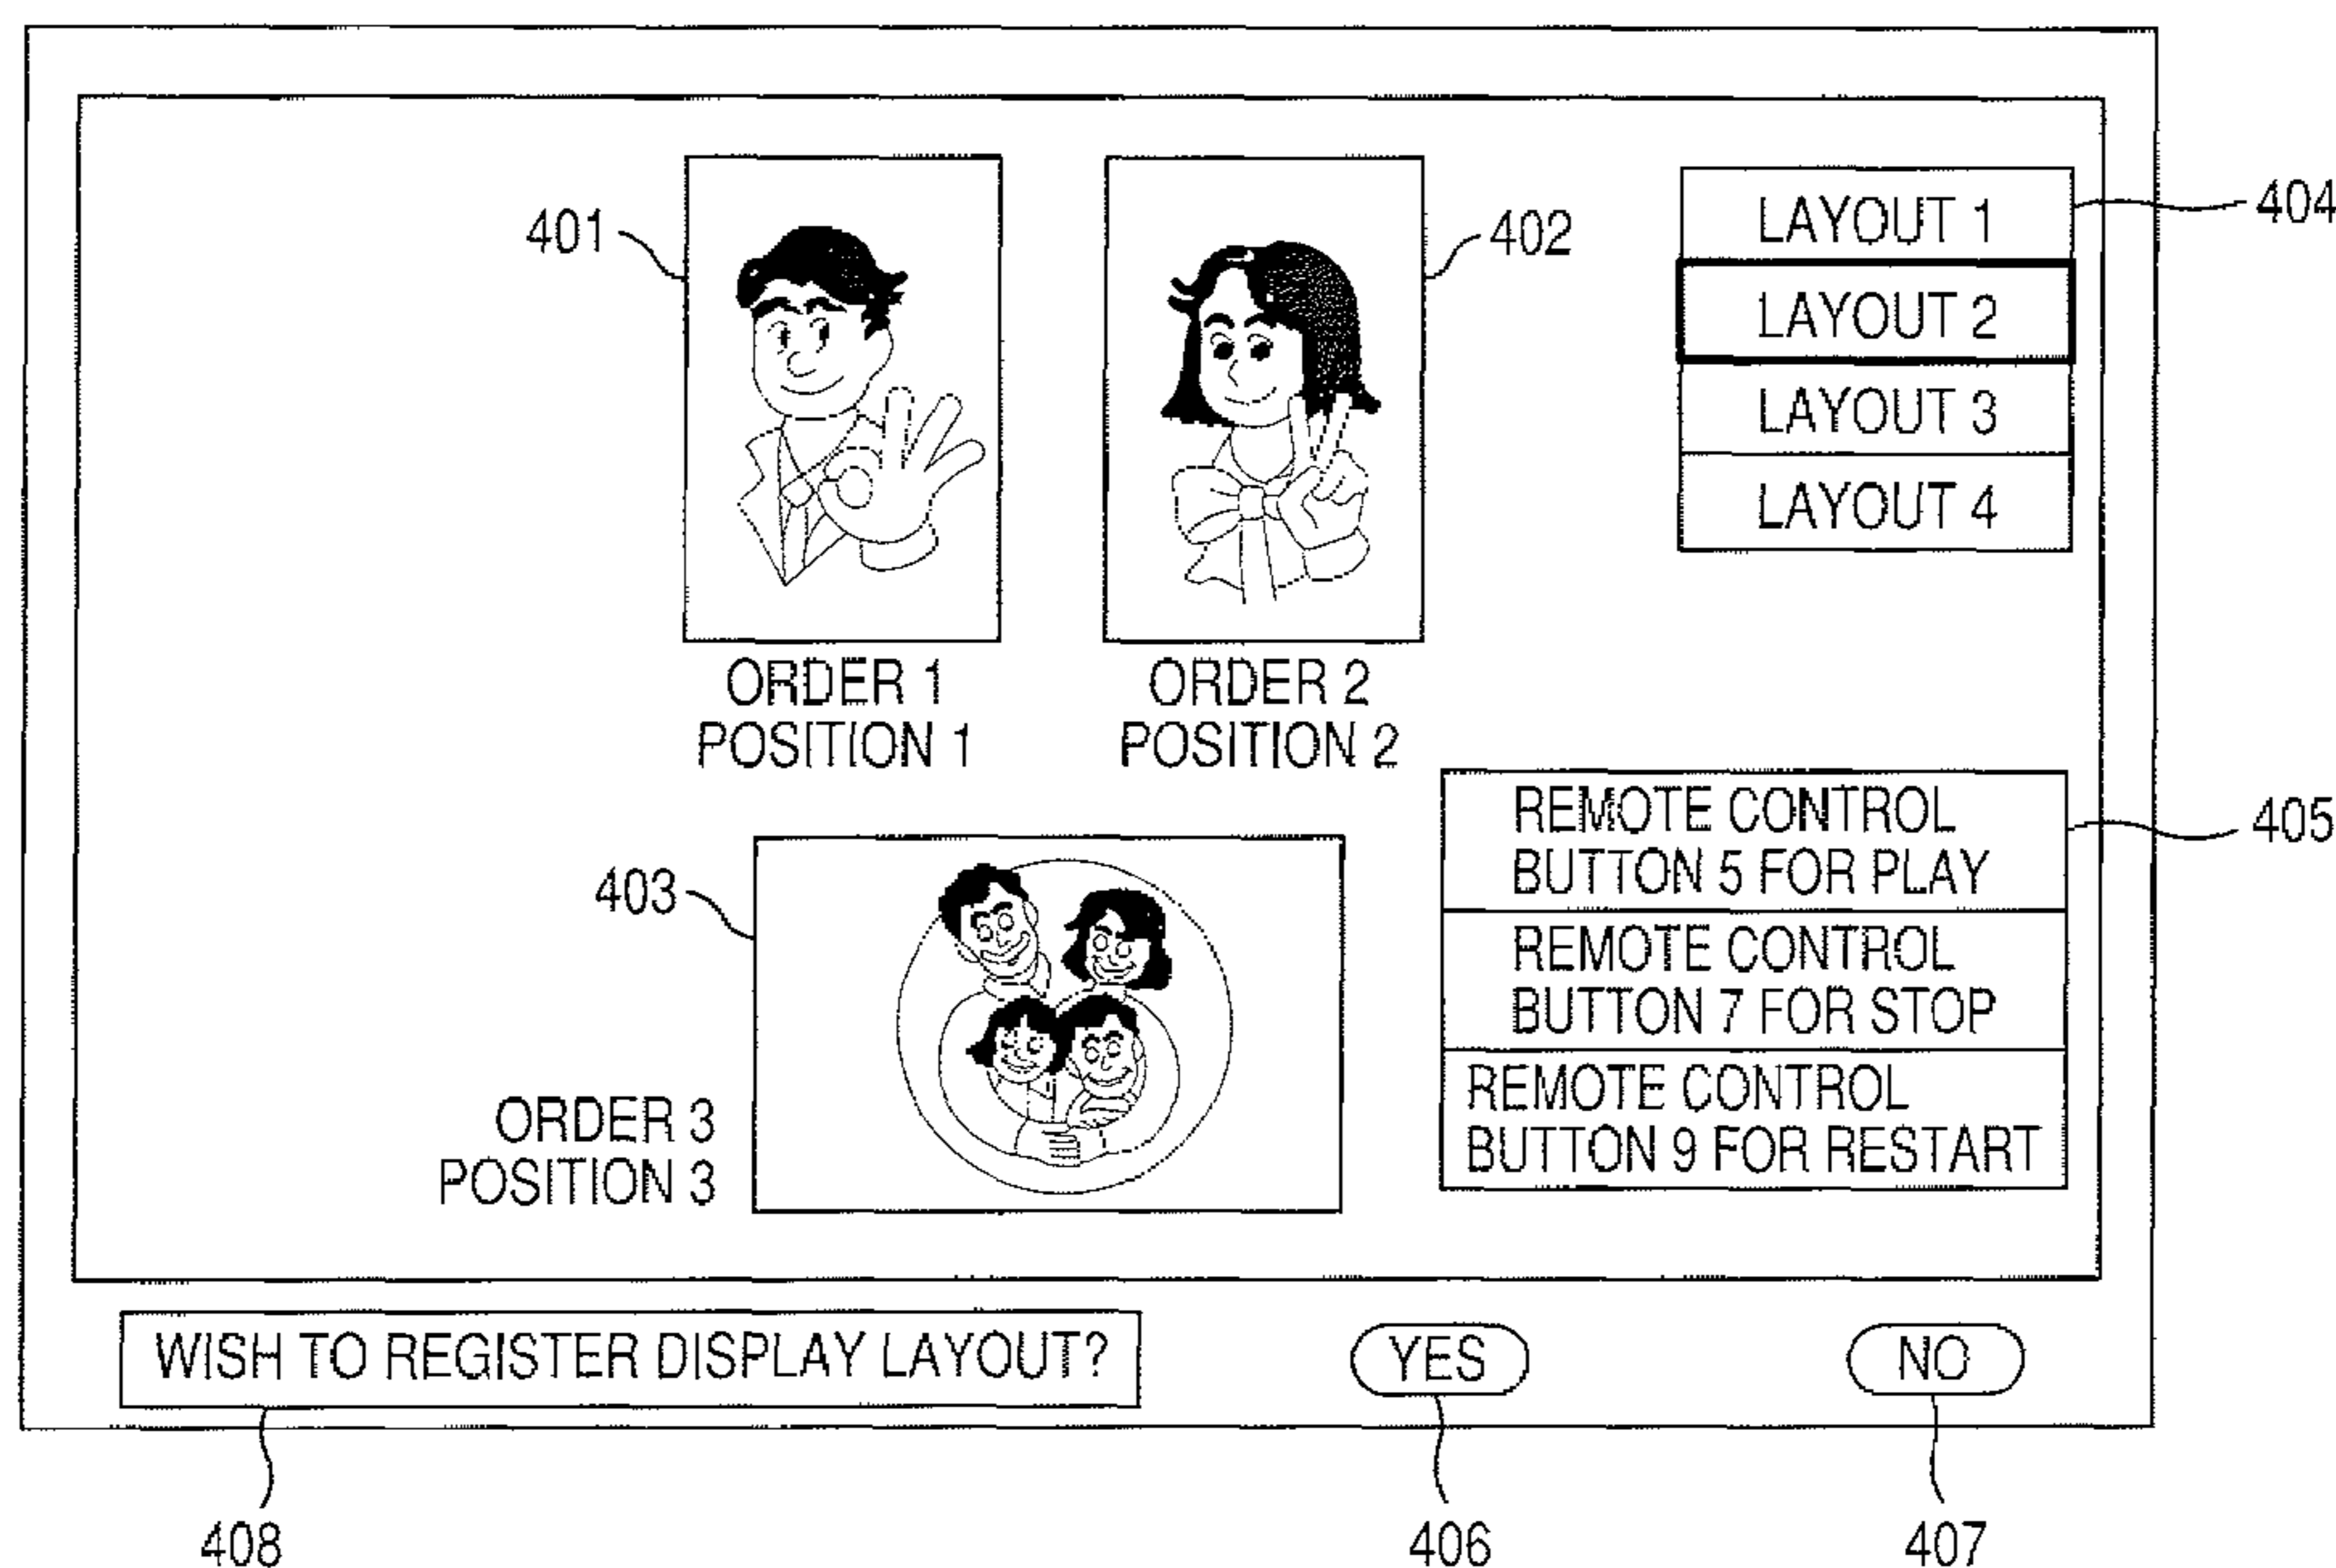 401
402
LAYOUT 1
404
LAYOUT 2
LAYOUT 3
LAYOUT 4
ORDER 1
POSITION 1
ORDER 2
POSITION 2
403
ORDER 3
POSITION 3
REMOTE CONTROL
BUTTON 5 FOR PLAY
405
REMOTE CONTROL
BUTTON 7 FOR STOP
REMOTE CONTROL
BUTTON 9 FOR RESTART
WISH TO REGISTER DISPLAY LAYOUT?
YES
NO
408
406
407